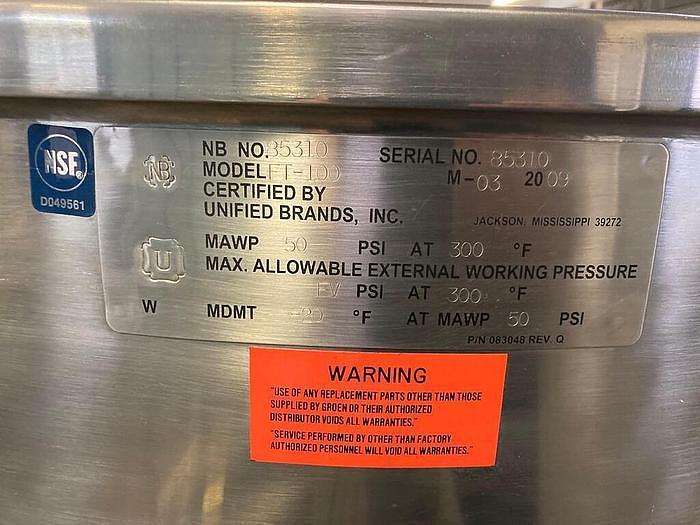 NSF®
D049561
NB NO. 85310 SERIAL NO. 85310
NB MODEL FT-100 M-03 2009
CERTIFIED BY
UNIFIED BRANDS, INC. JACKSON, MISSISSIPPI 39272
U MAWP 50 PSI AT 300 °F
MAX. ALLOWABLE EXTERNAL WORKING PRESSURE
FV PSI AT 300 °F
W MDMT -20 °F AT MAWP 50 PSI
P/N 083048 REV. Q
WARNING
"USE OF ANY REPLACEMENT PARTS OTHER THAN THOSE
SUPPLIED BY GROEN OR THEIR AUTHORIZED
DISTRIBUTOR VOIDS ALL WARRANTIES."
"SERVICE PERFORMED BY OTHER THAN FACTORY
AUTHORIZED PERSONNEL WILL VOID ALL WARRANTIES."